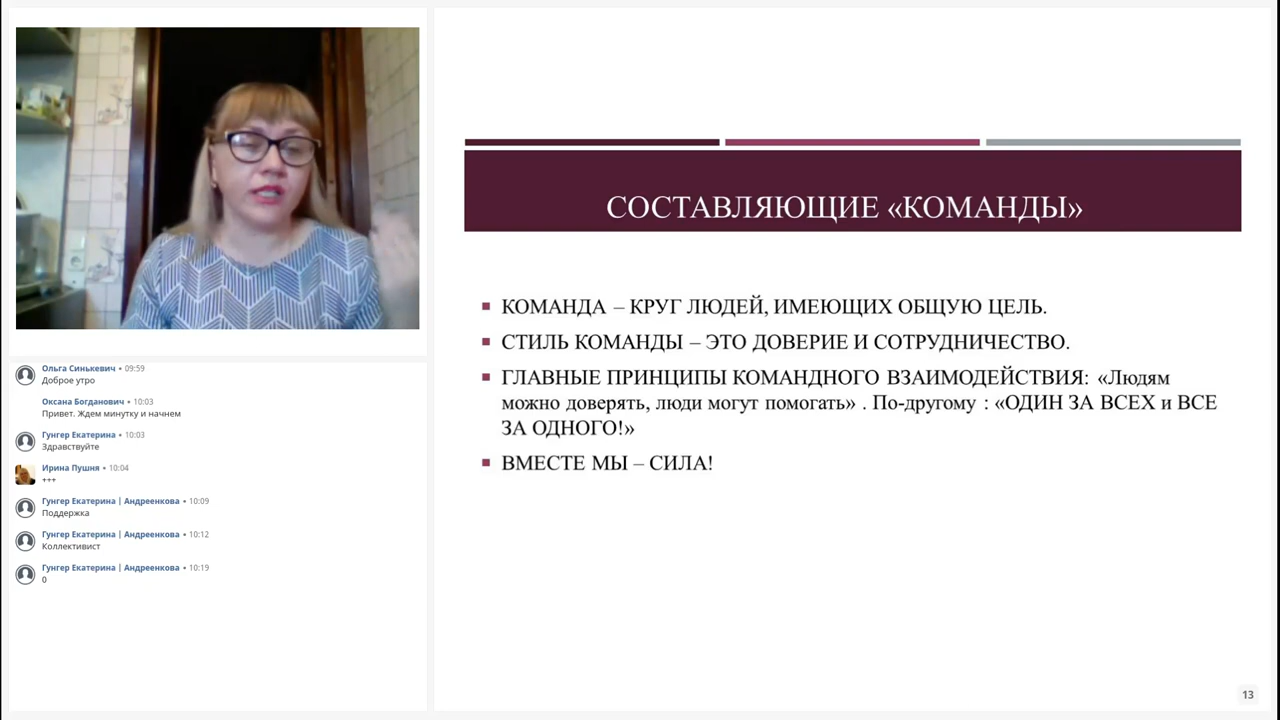 Ольга Синькевич • 09:59
Доброе утро
Оксана Богданович • 10:03
Привет. Ждем минутку и начнем
Гунгер Екатерина • 10:03
Здравствуйте
Ирина Пушня • 10:04
+++
Гунгер Екатерина | Андреенкова • 10:09
Поддержка
Гунгер Екатерина | Андреенкова • 10:12
Коллективист
Гунгер Екатерина | Андреенкова • 10:19
0
СОСТАВЛЯЮЩИЕ «КОМАНДЫ»
КОМАНДА – КРУГ ЛЮДЕЙ, ИМЕЮЩИХ ОБЩУЮ ЦЕЛЬ.
СТИЛЬ КОМАНДЫ – ЭТО ДОВЕРИЕ И СОТРУДНИЧЕСТВО.
ГЛАВНЫЕ ПРИНЦИПЫ КОМАНДНОГО ВЗАИМОДЕЙСТВИЯ: «Людям
можно доверять, люди могут помогать» . По-другому : «ОДИН ЗА ВСЕХ и ВСЕ
ЗА ОДНОГО!»
ВМЕСТЕ МЫ – СИЛА!
13